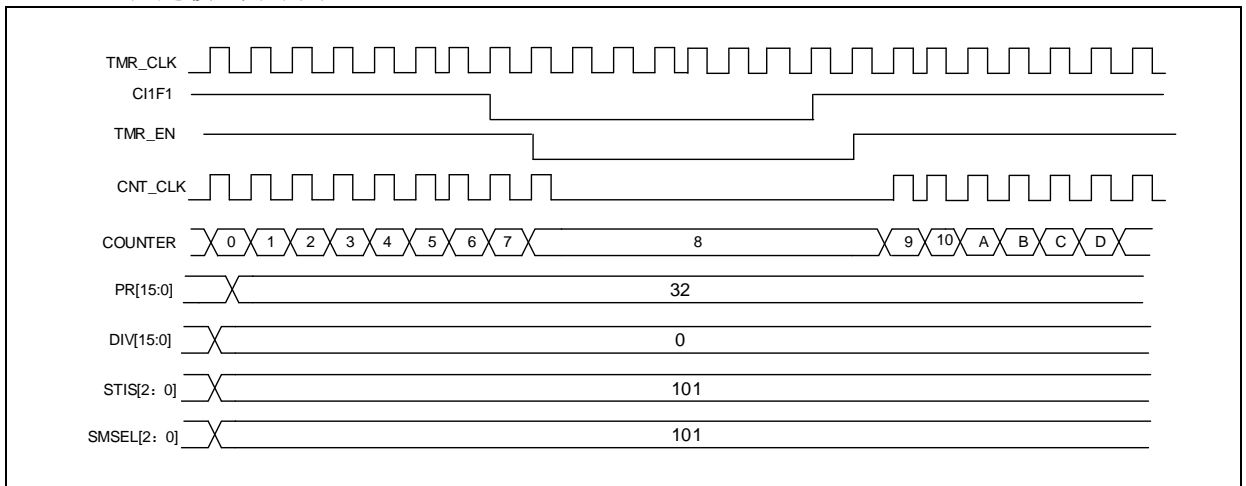 TMR_CLK
CI1F1
TMR_EN
CNT_CLK
COUNTER 0 1 2 3 4 5 6 7 8 9 10 A B C D
PR[15:0] 32
DIV[15:0] 0
STIS[2：0] 101
SMSEL[2：0] 101